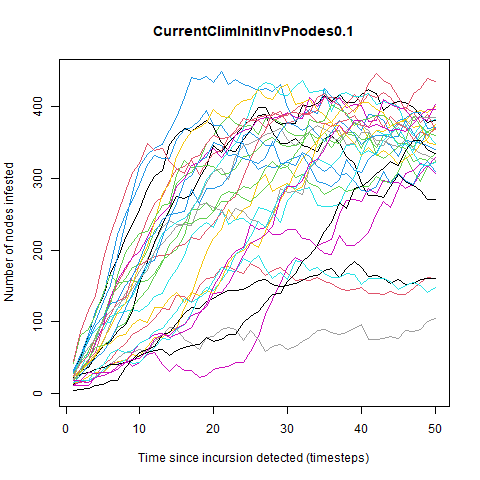 CurrentClimInitInvPnodes0.1
Number of nodes infested
400
300
200
100
0
0 10 20 30 40 50
Time since incursion detected (timesteps)